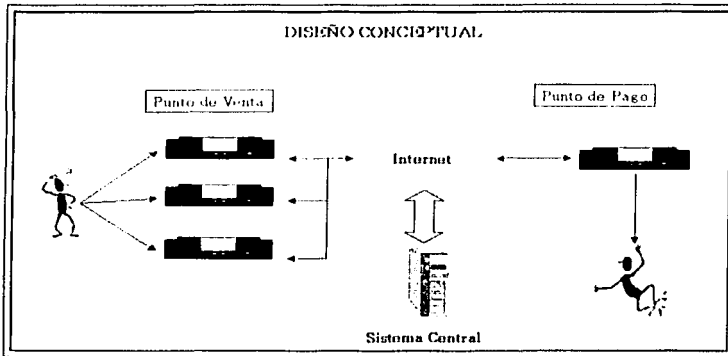 DISEÑO CONCEPTUAL
Punto de Venta
Punto de Pago
Internet
Sistema Central